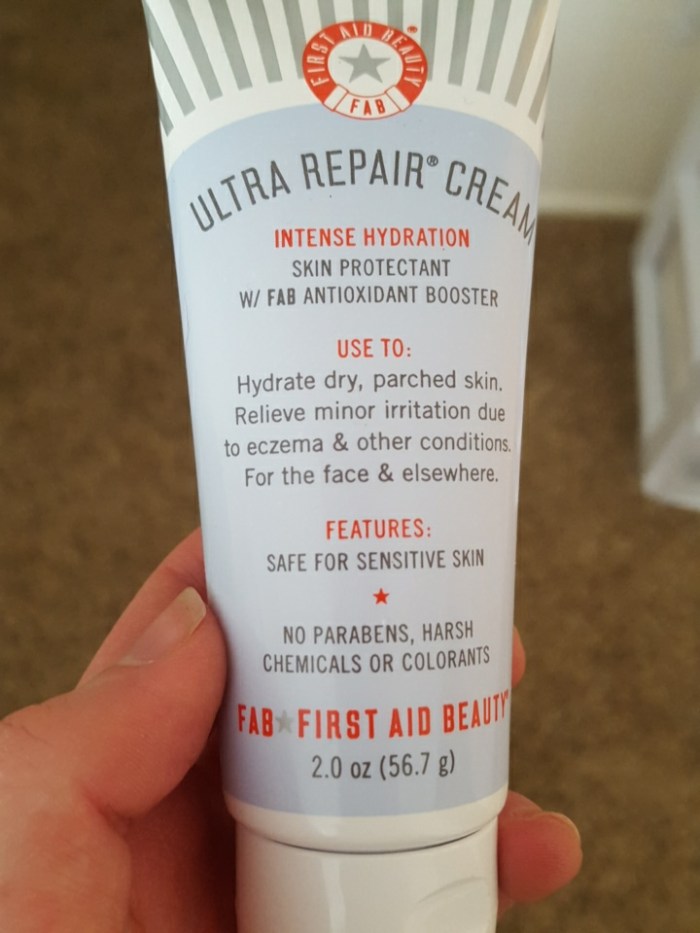 FIRST AID BEAUTY
FAB
ULTRA REPAIR® CREAM
INTENSE HYDRATION
SKIN PROTECTANT
W/ FAB ANTIOXIDANT BOOSTER
USE TO:
Hydrate dry, parched skin.
Relieve minor irritation due
to eczema & other conditions.
For the face & elsewhere.
FEATURES:
SAFE FOR SENSITIVE SKIN
NO PARABENS, HARSH
CHEMICALS OR COLORANTS
FAB FIRST AID BEAUTY
2.0 oz (56.7 g)